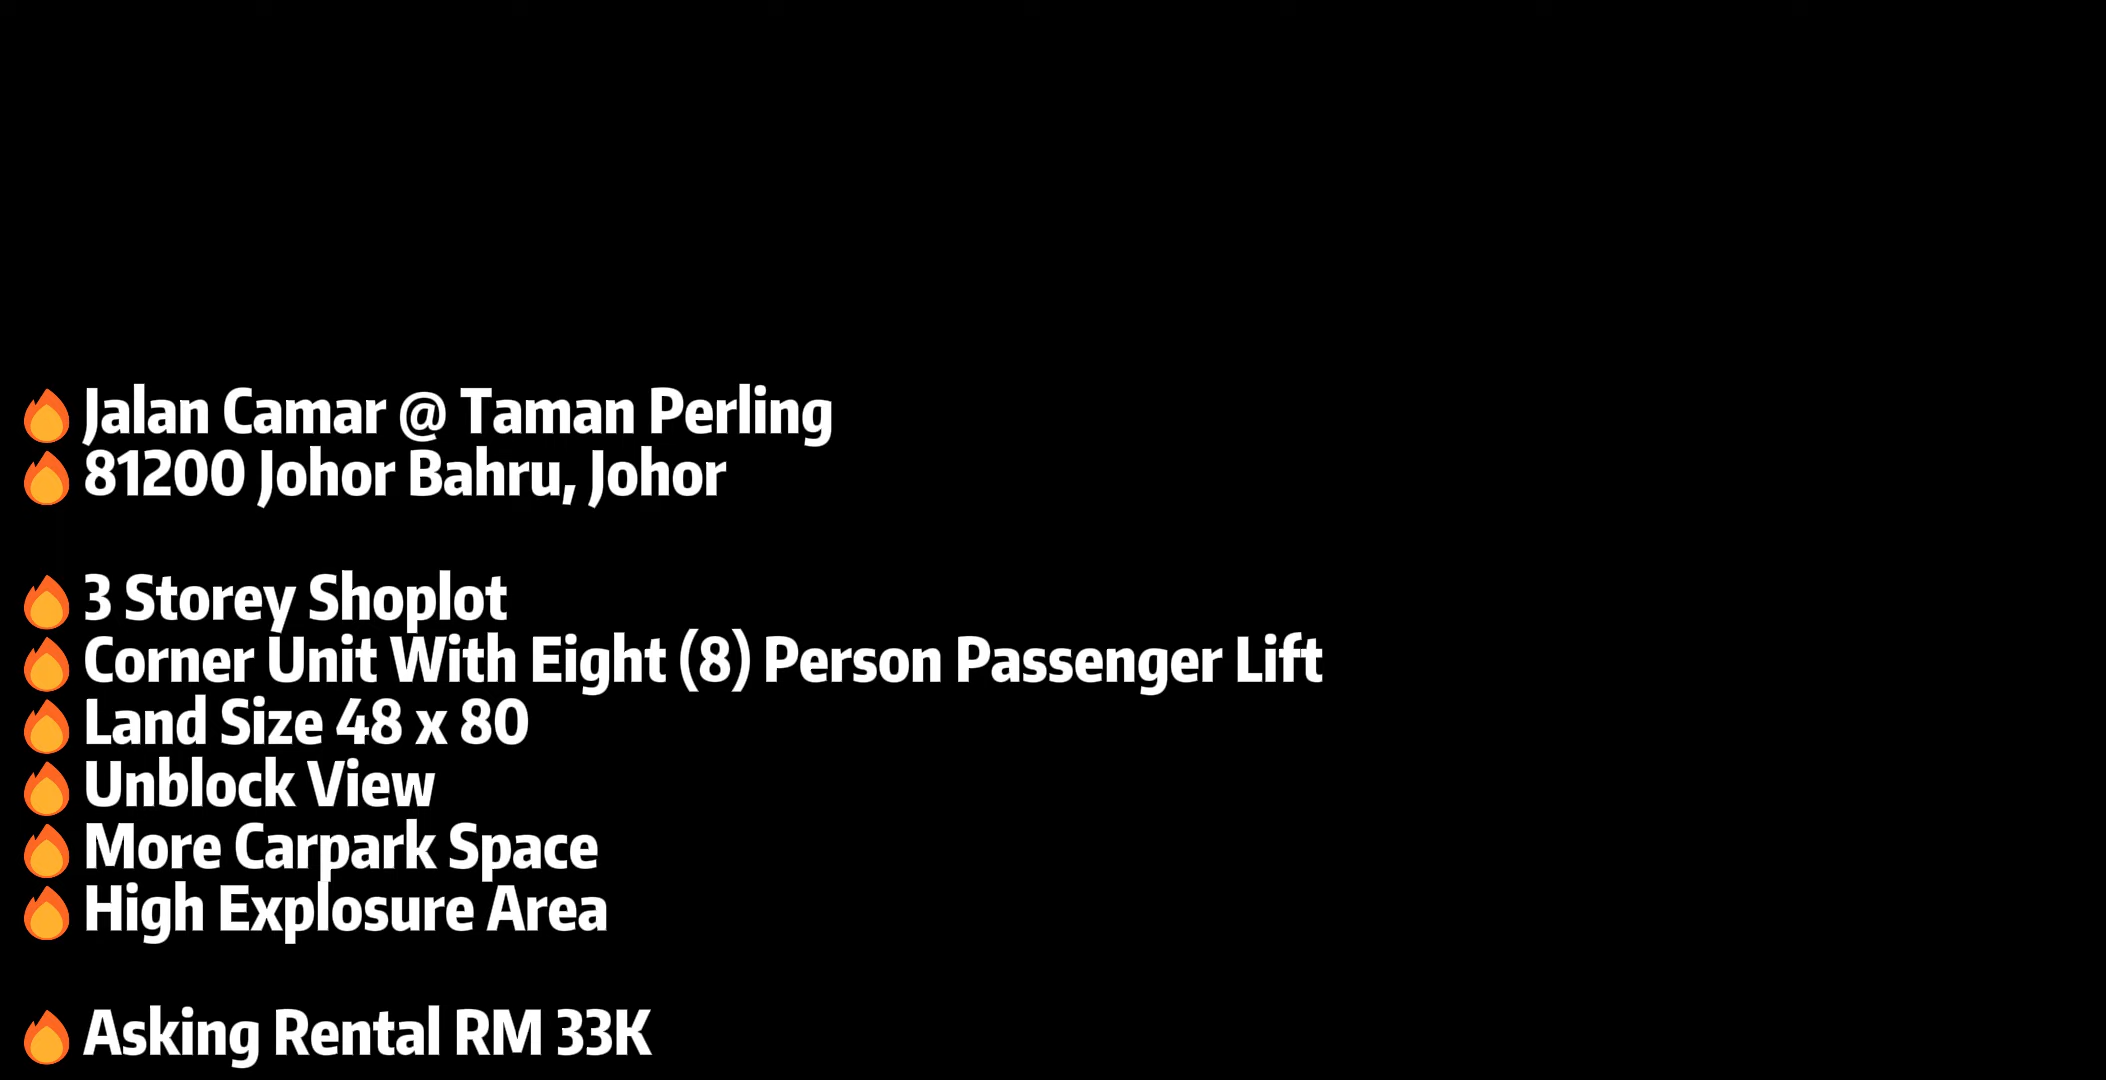 🔥 Jalan Camar @ Taman Perling
🔥 81200 Johor Bahru, Johor
🔥 3 Storey Shoplot
🔥 Corner Unit With Eight (8) Person Passenger Lift
🔥 Land Size 48 x 80
🔥 Unblock View
🔥 More Carpark Space
🔥 High Explosure Area
🔥 Asking Rental RM 33K